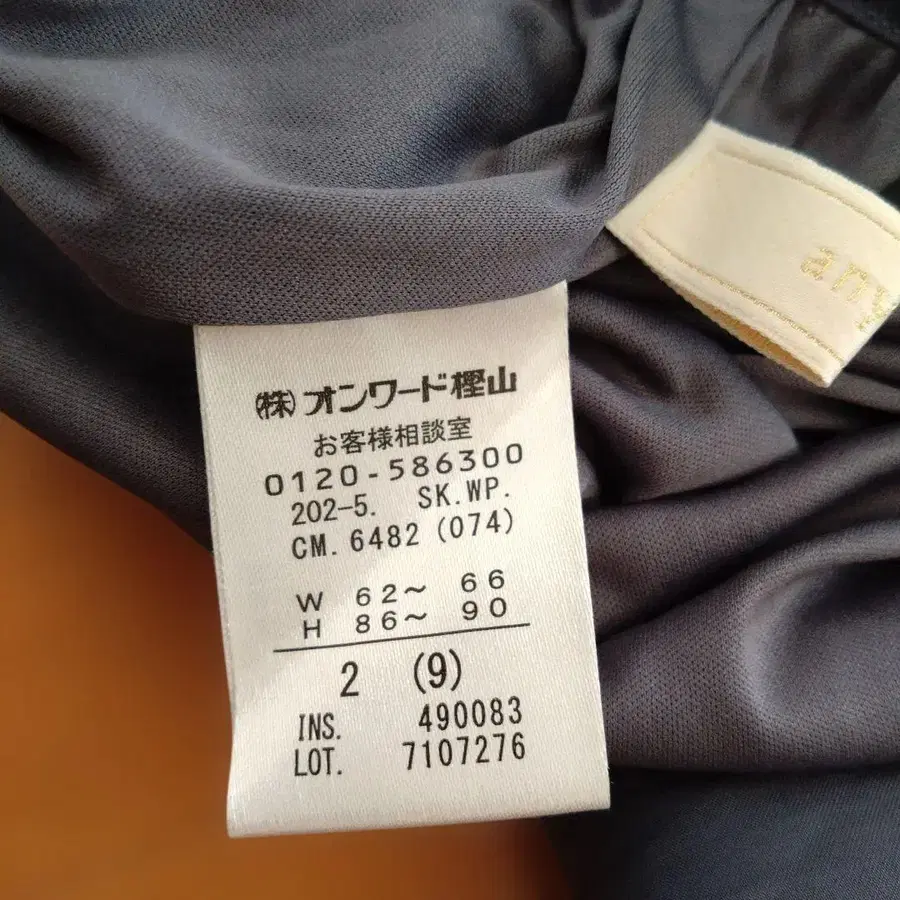 any
(株)オンワード樫山
お客様相談室
0120-586300
202-5. SK.WP.
CM. 6482 (074)
W 62～ 66
H 86～ 90
2 (9)
INS. 490083
LOT. 7107276